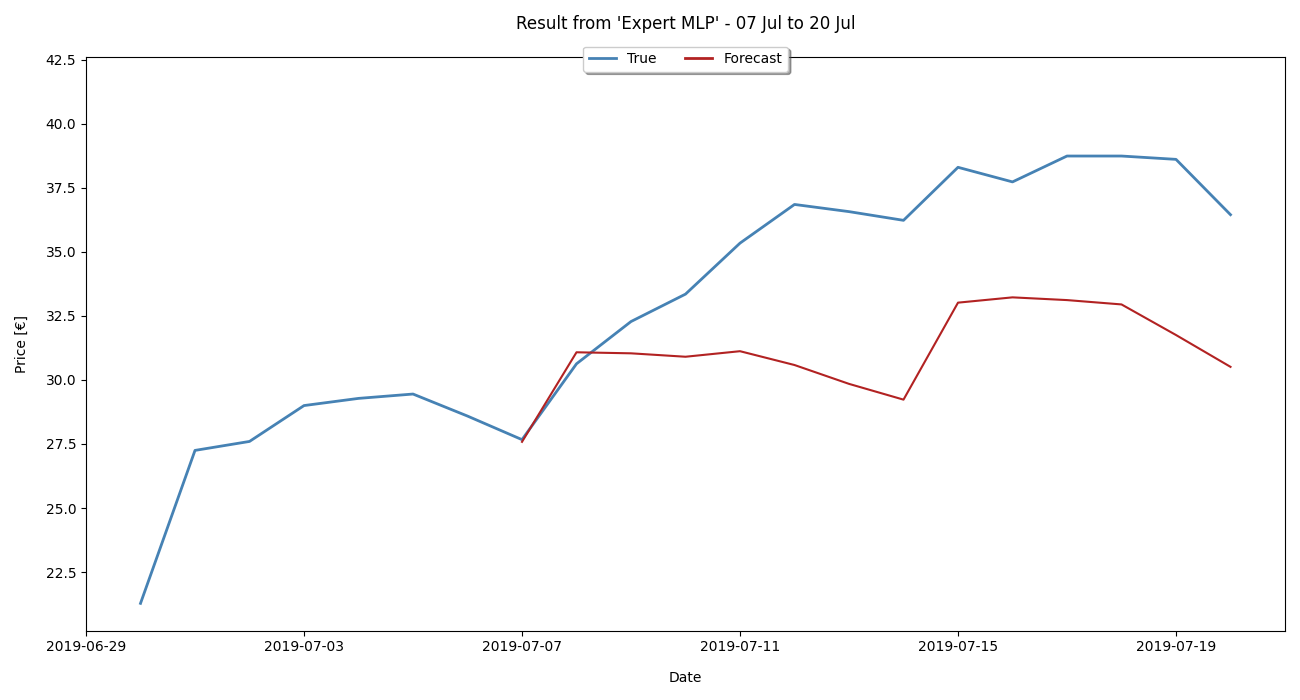 Result from 'Expert MLP' - 07 Jul to 20 Jul
True Forecast
42.5
40.0
37.5
35.0
32.5
30.0
27.5
25.0
22.5
Price [€]
2019-06-29 2019-07-03 2019-07-07 2019-07-11 2019-07-15 2019-07-19
Date